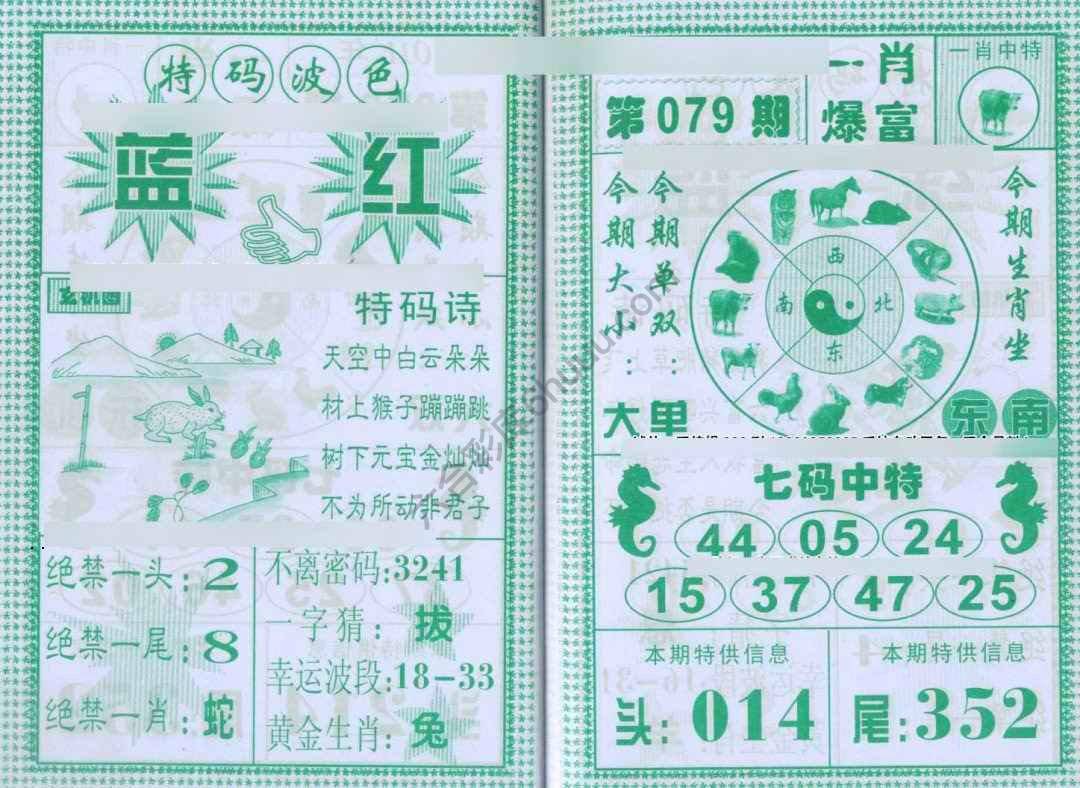 特码波色
蓝
红
玄机图
特码诗
天空中白云朵朵
材上猴子蹦蹦跳
树下元宝金灿灿
不为所动非君子
绝禁一头:2
绝禁一尾:8
绝禁一肖:蛇
不离密码:3241
一字猜:拔
幸运波段:18-33
黄金生肖:兔
第079期
一肖
爆富
一肖中特
今期大小:大
今期单双:单
西
南
北
东
今期生肖坐
东南
七码中特
44 05 24
15 37 47 25
本期特供信息
头:014
本期特供信息
尾:352